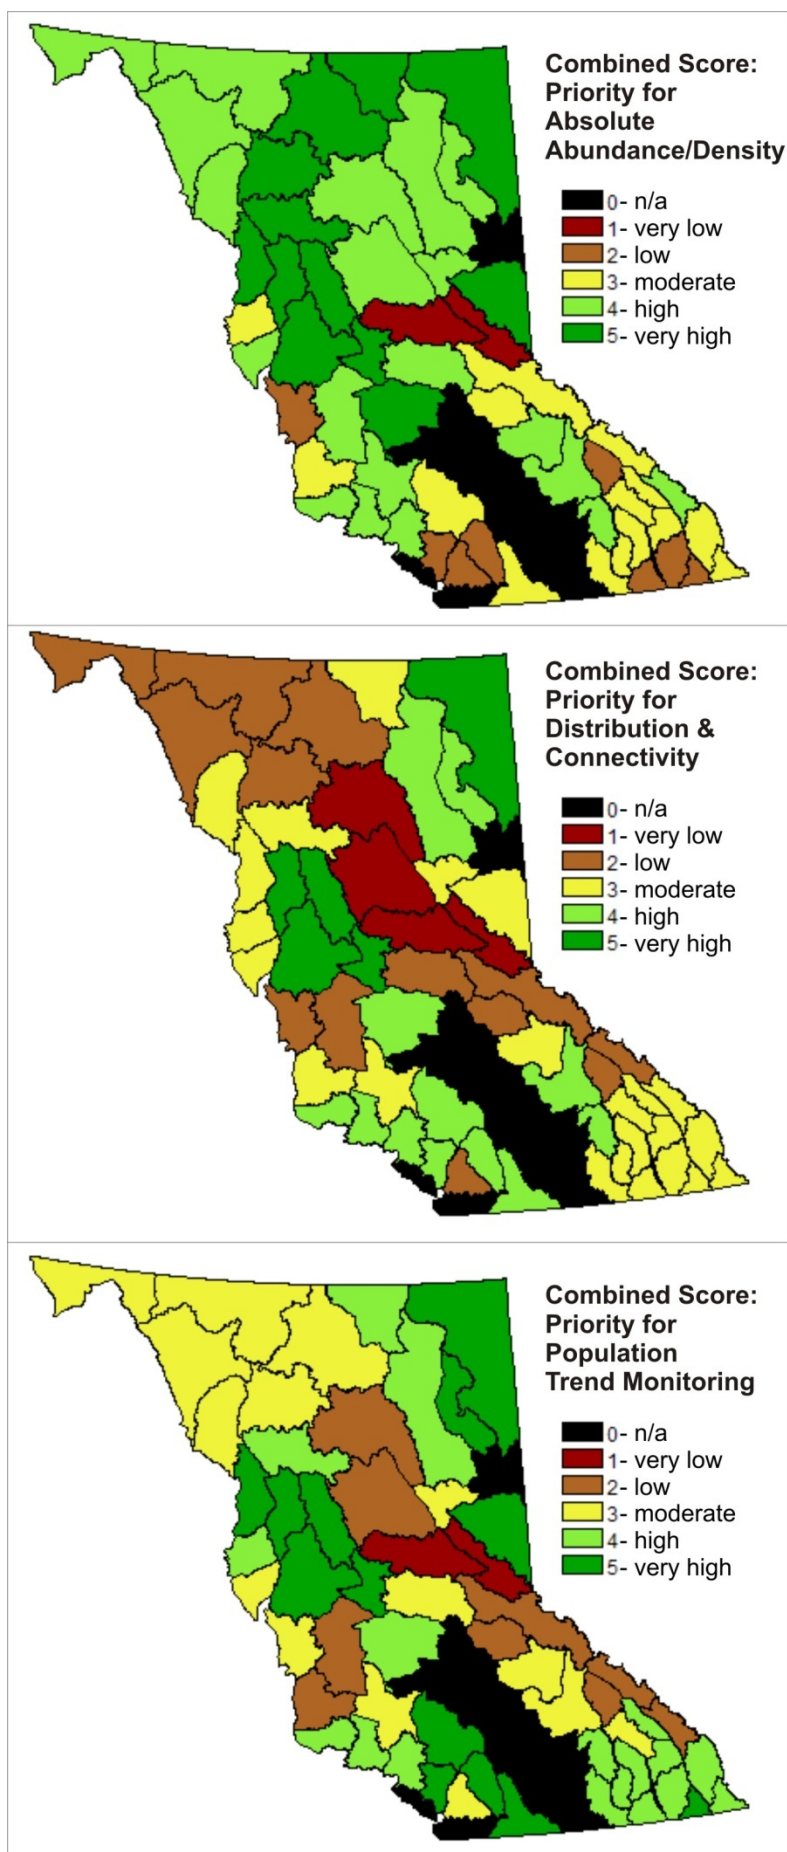 Combined Score:
Priority for
Absolute
Abundance/Density
0- n/a
1- very low
2- low
3- moderate
4- high
5- very high
Combined Score:
Priority for
Distribution &
Connectivity
0- n/a
1- very low
2- low
3- moderate
4- high
5- very high
Combined Score:
Priority for
Population
Trend Monitoring
0- n/a
1- very low
2- low
3- moderate
4- high
5- very high